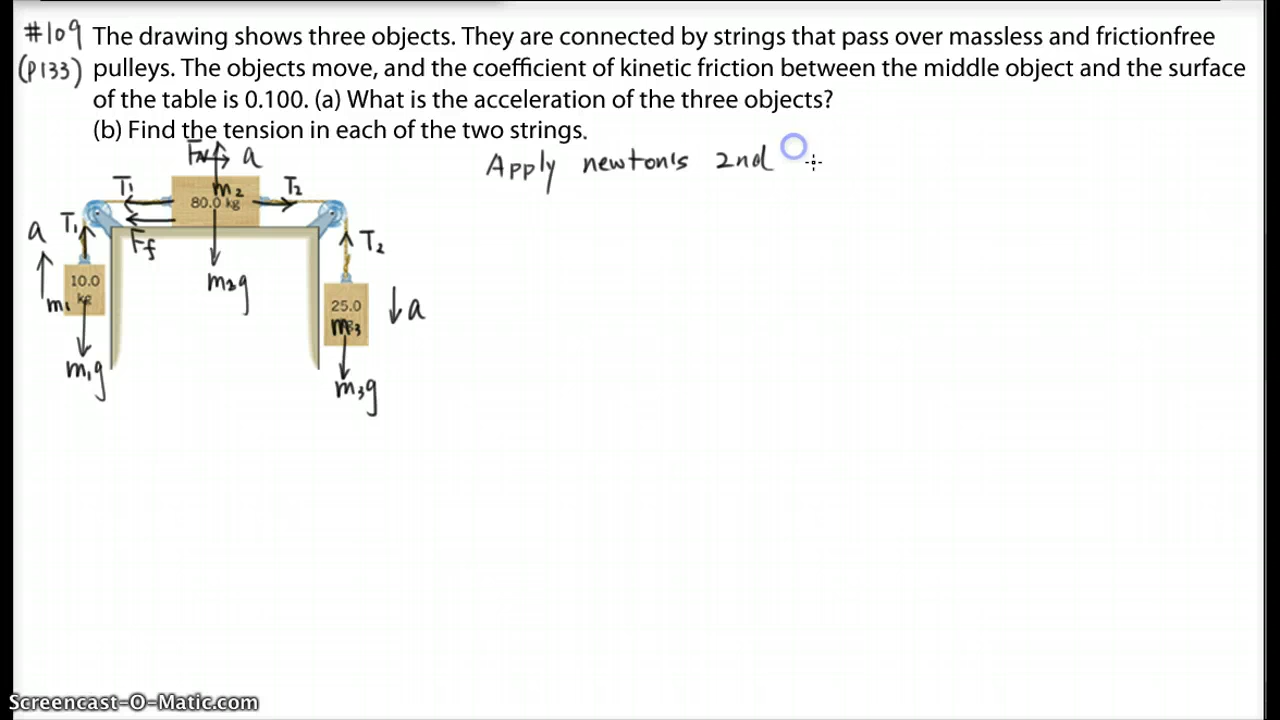 #109 The drawing shows three objects. They are connected by strings that pass over massless and frictionfree
(P133) pulleys. The objects move, and the coefficient of kinetic friction between the middle object and the surface
of the table is 0.100. (a) What is the acceleration of the three objects?
(b) Find the tension in each of the two strings.
FN a
Apply newton's 2nd
T₁ m₂ T₂
80.0 kg
a T₁ Ff T₂
10.0
m₁ kg
m₂g
25.0
m₃
a
m₁g
m₃g
Screencast-O-Matic.com